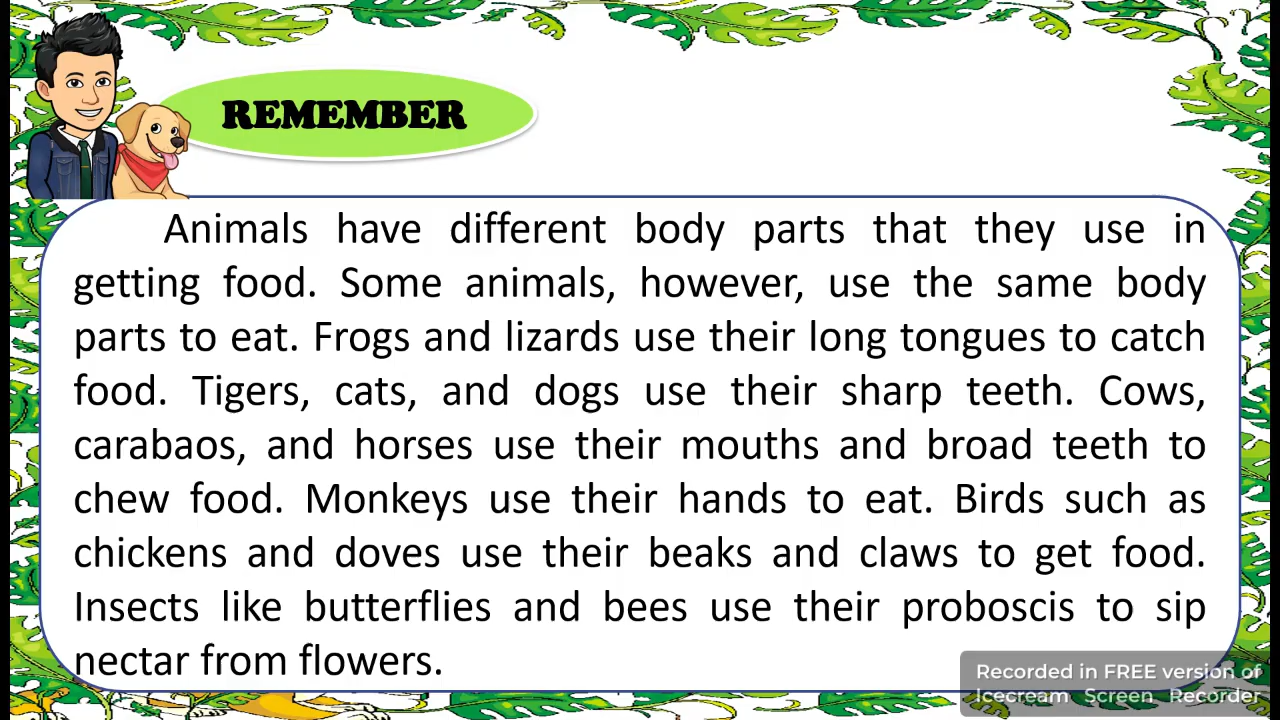 REMEMBER
Animals have different body parts that they use in
getting food. Some animals, however, use the same body
parts to eat. Frogs and lizards use their long tongues to catch
food. Tigers, cats, and dogs use their sharp teeth. Cows,
carabaos, and horses use their mouths and broad teeth to
chew food. Monkeys use their hands to eat. Birds such as
chickens and doves use their beaks and claws to get food.
Insects like butterflies and bees use their proboscis to sip
nectar from flowers.
Recorded in FREE version of
Icecream Screen Recorder